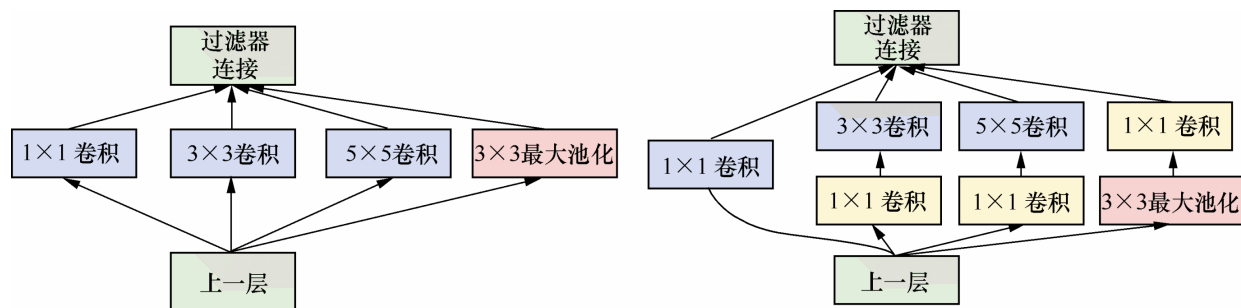 过滤器
连接
1×1 卷积
3×3卷积
5×5卷积
3×3最大池化
上一层
过滤器
连接
3×3卷积
5×5卷积
1×1 卷积
1×1 卷积
1×1 卷积
1×1 卷积
3×3最大池化
上一层